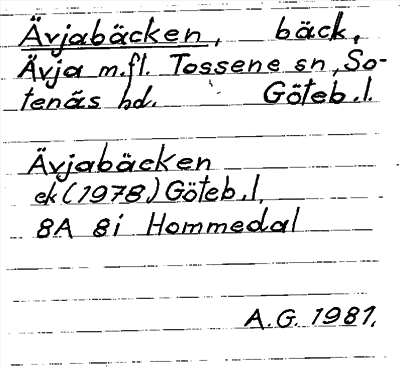 Ävjabäcken, bäck,
Ävja m.fl. Tossene sn, So-
tenäs hd. Göteb.l.
Ävjabäcken
ek (1978) Göteb.l.
8A 8i Hommedal
A.G. 1981.